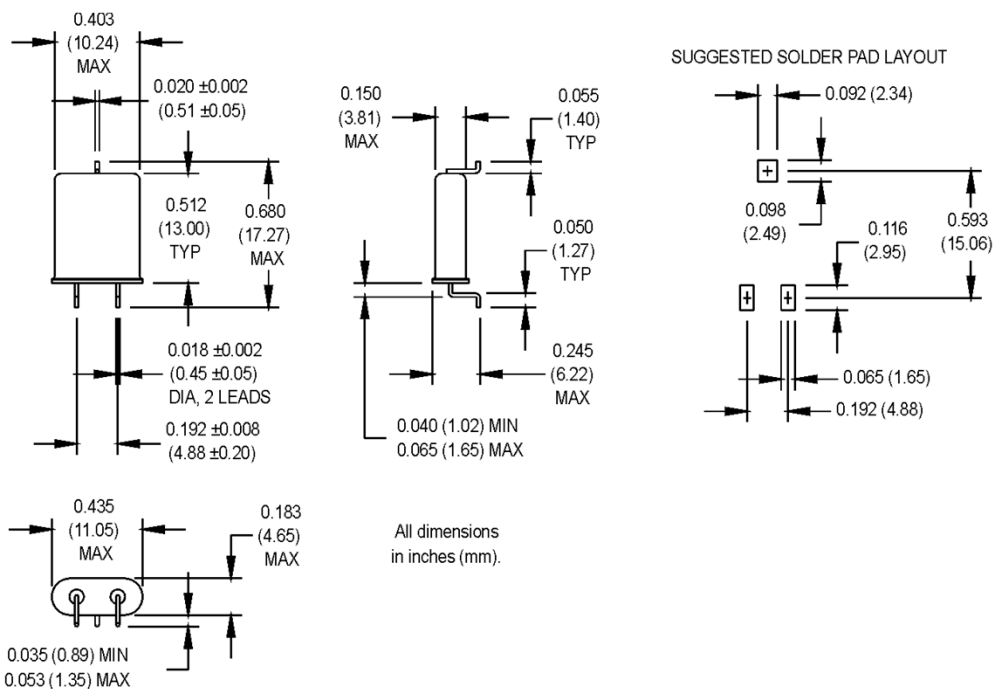 0.403
(10.24)
MAX
0.020 ±0.002
(0.51 ±0.05)
0.512
(13.00)
TYP
0.680
(17.27)
MAX
0.018 ±0.002
(0.45 ±0.05)
DIA, 2 LEADS
0.192 ±0.008
(4.88 ±0.20)
0.150
(3.81)
MAX
0.055
(1.40)
TYP
0.050
(1.27)
TYP
0.245
(6.22)
MAX
0.040 (1.02) MIN
0.065 (1.65) MAX
SUGGESTED SOLDER PAD LAYOUT
0.092 (2.34)
0.098
(2.49)
0.116
(2.95)
0.593
(15.06)
0.065 (1.65)
0.192 (4.88)
0.435
(11.05)
MAX
0.183
(4.65)
MAX
0.035 (0.89) MIN
0.053 (1.35) MAX
All dimensions
in inches (mm).